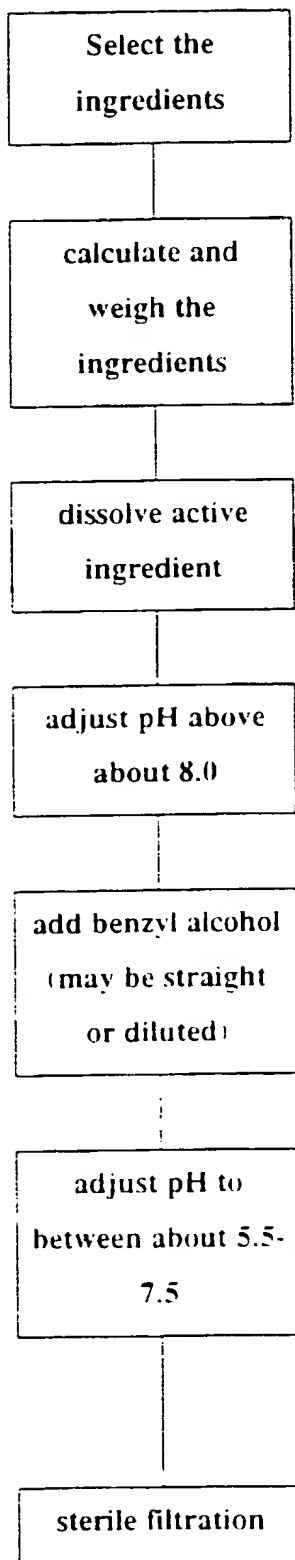 Select the
ingredients
calculate and
weigh the
ingredients
dissolve active
ingredient
adjust pH above
about 8.0
add benzyl alcohol
(may be straight
or diluted)
adjust pH to
between about 5.5-
7.5
sterile filtration